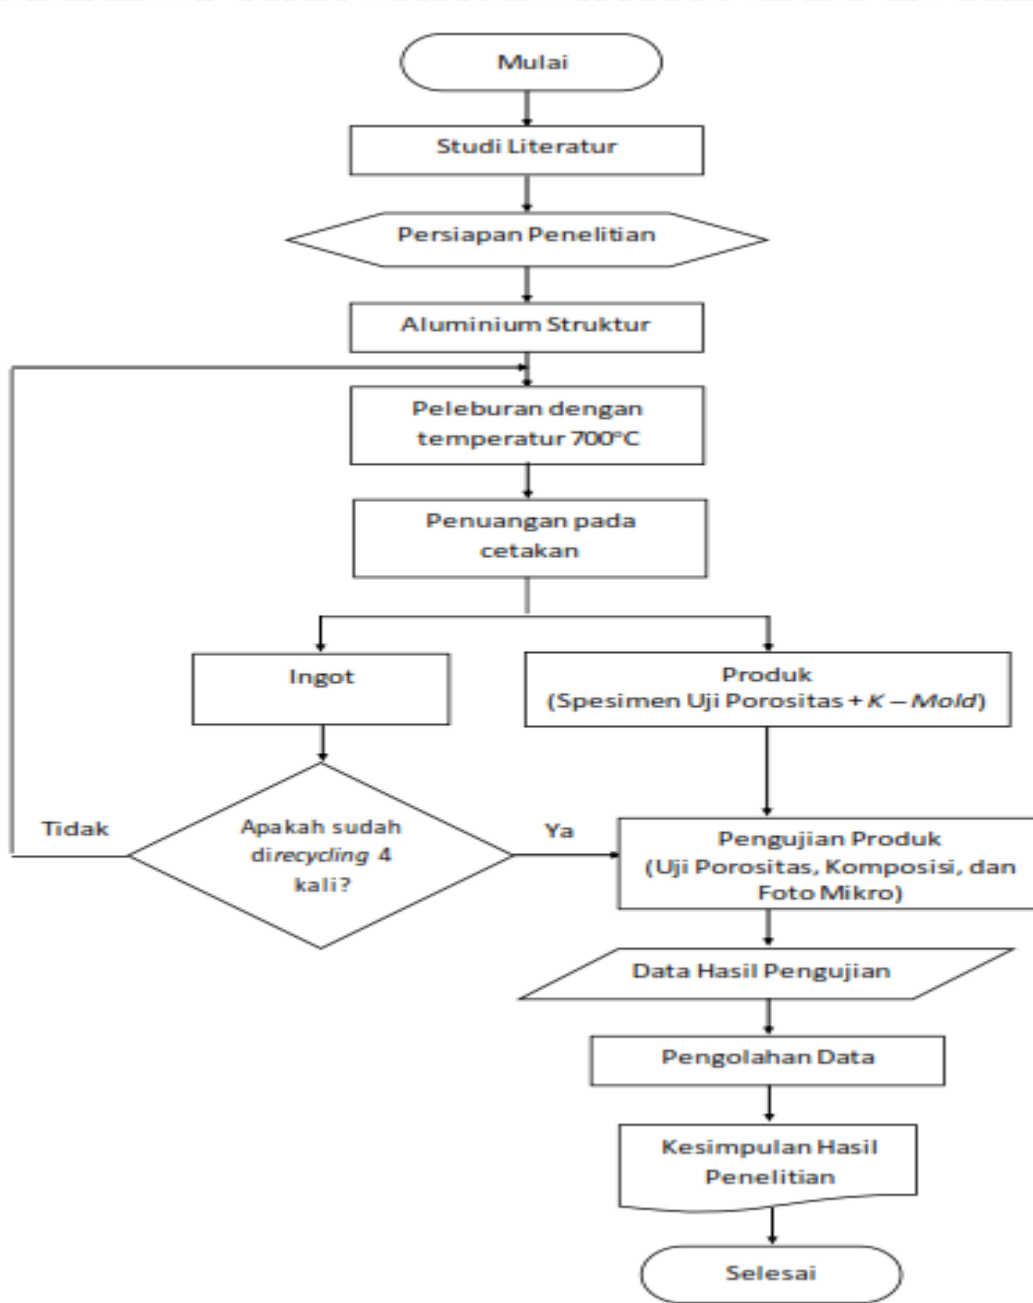 Mulai
Studi Literatur
Persiapan Penelitian
Aluminium Struktur
Peleburan dengan
temperatur 700°C
Penuangan pada
cetakan
Ingot
Produk
(Spesimen Uji Porositas + K – Mold)
Tidak
Apakah sudah
direcycling 4
kali?
Ya
Pengujian Produk
(Uji Porositas, Komposisi, dan
Foto Mikro)
Data Hasil Pengujian
Pengolahan Data
Kesimpulan Hasil
Penelitian
Selesai